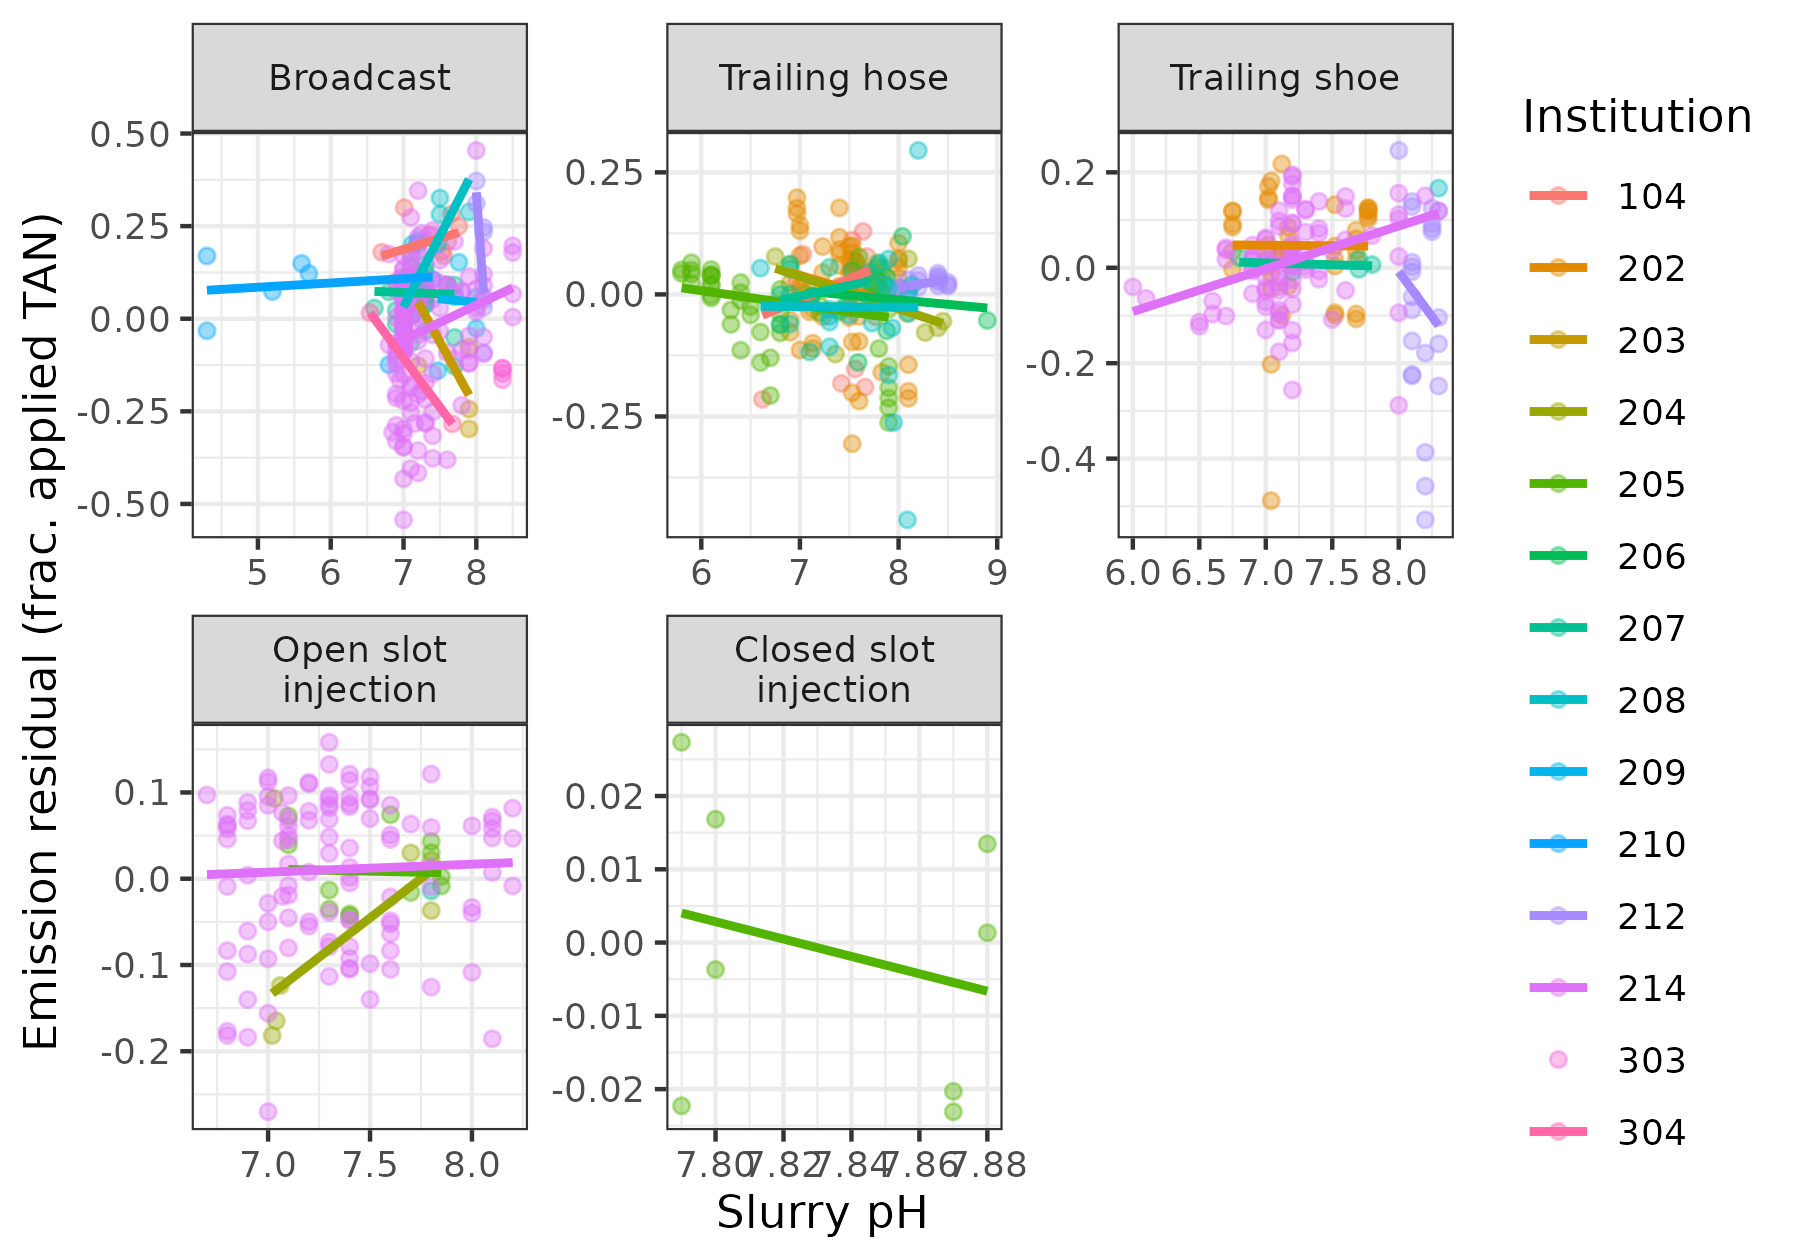 Broadcast
Trailing hose
Trailing shoe
0.50
0.25
0.00
-0.25
-0.50
5 6 7 8
0.25
0.00
-0.25
6 7 8 9
0.2
0.0
-0.2
-0.4
6.0 6.5 7.0 7.5 8.0
Open slot
injection
Closed slot
injection
0.1
0.0
-0.1
-0.2
7.0 7.5 8.0
0.02
0.01
0.00
-0.01
-0.02
7.80 7.82 7.84 7.86 7.88
Slurry pH
Emission residual (frac. applied TAN)
Institution
104
202
203
204
205
206
207
208
209
210
212
214
303
304